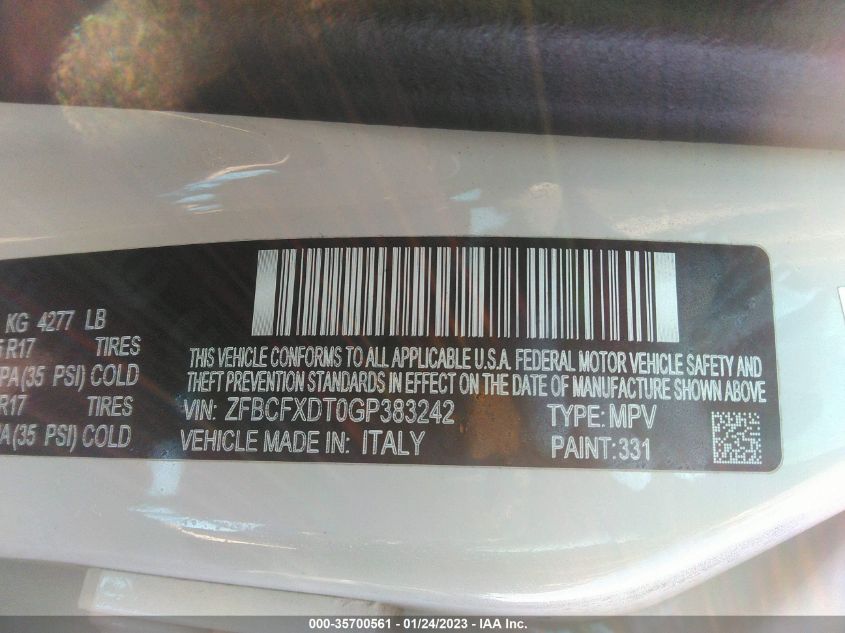 KG 4277 LB
R17 TIRES
PA(35 PSI) COLD
R17 TIRES
(35 PSI) COLD
THIS VEHICLE CONFORMS TO ALL APPLICABLE U.S.A. FEDERAL MOTOR VEHICLE SAFETY AND
THEFT PREVENTION STANDARDS IN EFFECT ON THE DATE OF MANUFACTURE SHOWN ABOVE
VIN: ZFBCFXDT0GP383242 TYPE: MPV
VEHICLE MADE IN: ITALY PAINT:331
000-35700561 - 01/24/2023 - IAA Inc.